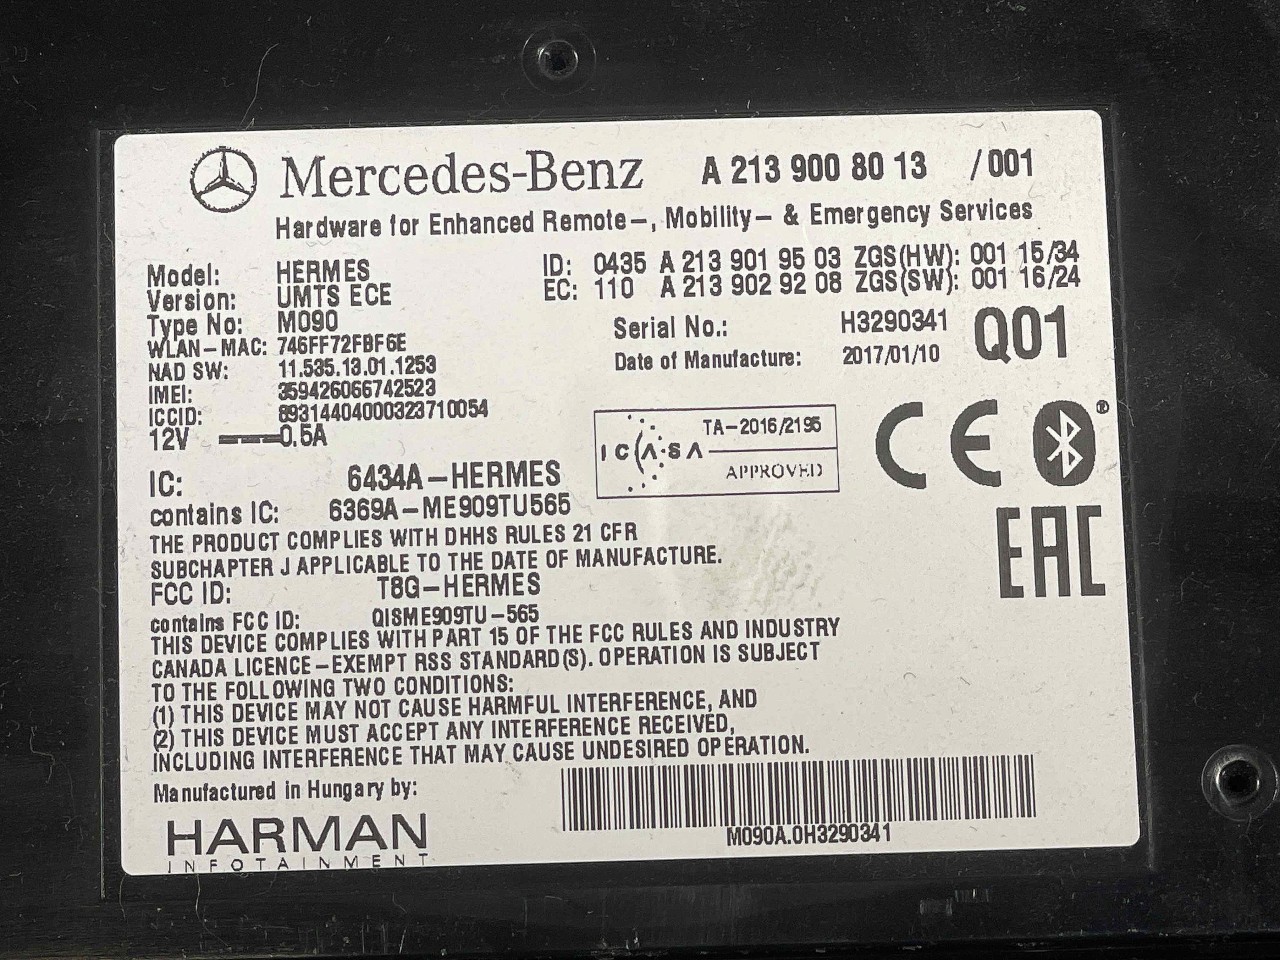 Mercedes-Benz A 213 900 80 13 /001
Hardware for Enhanced Remote-, Mobility- & Emergency Services
Model: HERMES
Version: UMTS ECE
Type No: M090
WLAN-MAC: 746FF72FBF6E
NAD SW: 11.535.13.01.1253
IMEI: 359426066742523
ICCID: 89314404000323710054
12V 0,5A
ID: 0435 A 213 901 95 03 ZGS(HW): 001 15/34
EC: 110 A 213 902 92 08 ZGS(SW): 001 16/24
Serial No.: H3290341 Q01
Date of Manufacture: 2017/01/10
ICASA TA-2016/2195
APPROVED
CE
EAC
IC: 6434A-HERMES
contains IC: 6369A-ME909TU565
THE PRODUCT COMPLIES WITH DHHS RULES 21 CFR
SUBCHAPTER J APPLICABLE TO THE DATE OF MANUFACTURE.
FCC ID: T8G-HERMES
contains FCC ID: QISME909TU-565
THIS DEVICE COMPLIES WITH PART 15 OF THE FCC RULES AND INDUSTRY
CANADA LICENCE-EXEMPT RSS STANDARD(S). OPERATION IS SUBJECT
TO THE FOLLOWING TWO CONDITIONS:
(1) THIS DEVICE MAY NOT CAUSE HARMFUL INTERFERENCE, AND
(2) THIS DEVICE MUST ACCEPT ANY INTERFERENCE RECEIVED,
INCLUDING INTERFERENCE THAT MAY CAUSE UNDESIRED OPERATION.
Manufactured in Hungary by:
HARMAN
INFOTAINMENT
M090A.0H3290341